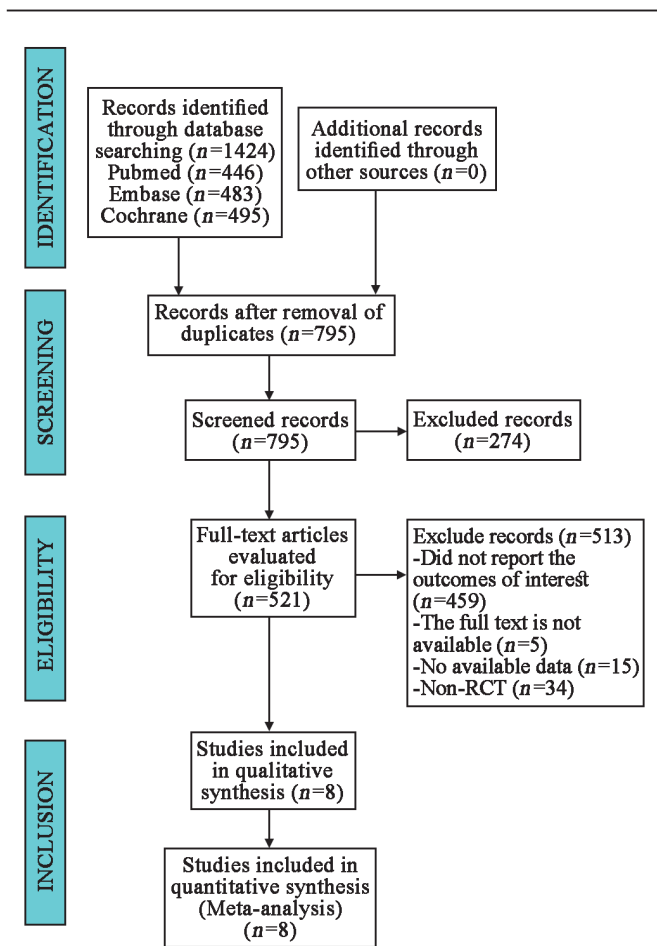 IDENTIFICATION
Records identified
through database
searching (n=1424)
Pubmed (n=446)
Embase (n=483)
Cochrane (n=495)
Additional records
identified through
other sources (n=0)
SCREENING
Records after removal of
duplicates (n=795)
Screened records
(n=795)
Excluded records
(n=274)
ELIGIBILITY
Full-text articles
evaluated
for eligibility
(n=521)
Exclude records (n=513)
-Did not report the
outcomes of interest
(n=459)
-The full text is not
available (n=5)
-No available data (n=15)
-Non-RCT (n=34)
INCLUSION
Studies included
in qualitative
synthesis (n=8)
Studies included in
quantitative synthesis
(Meta-analysis)
(n=8)